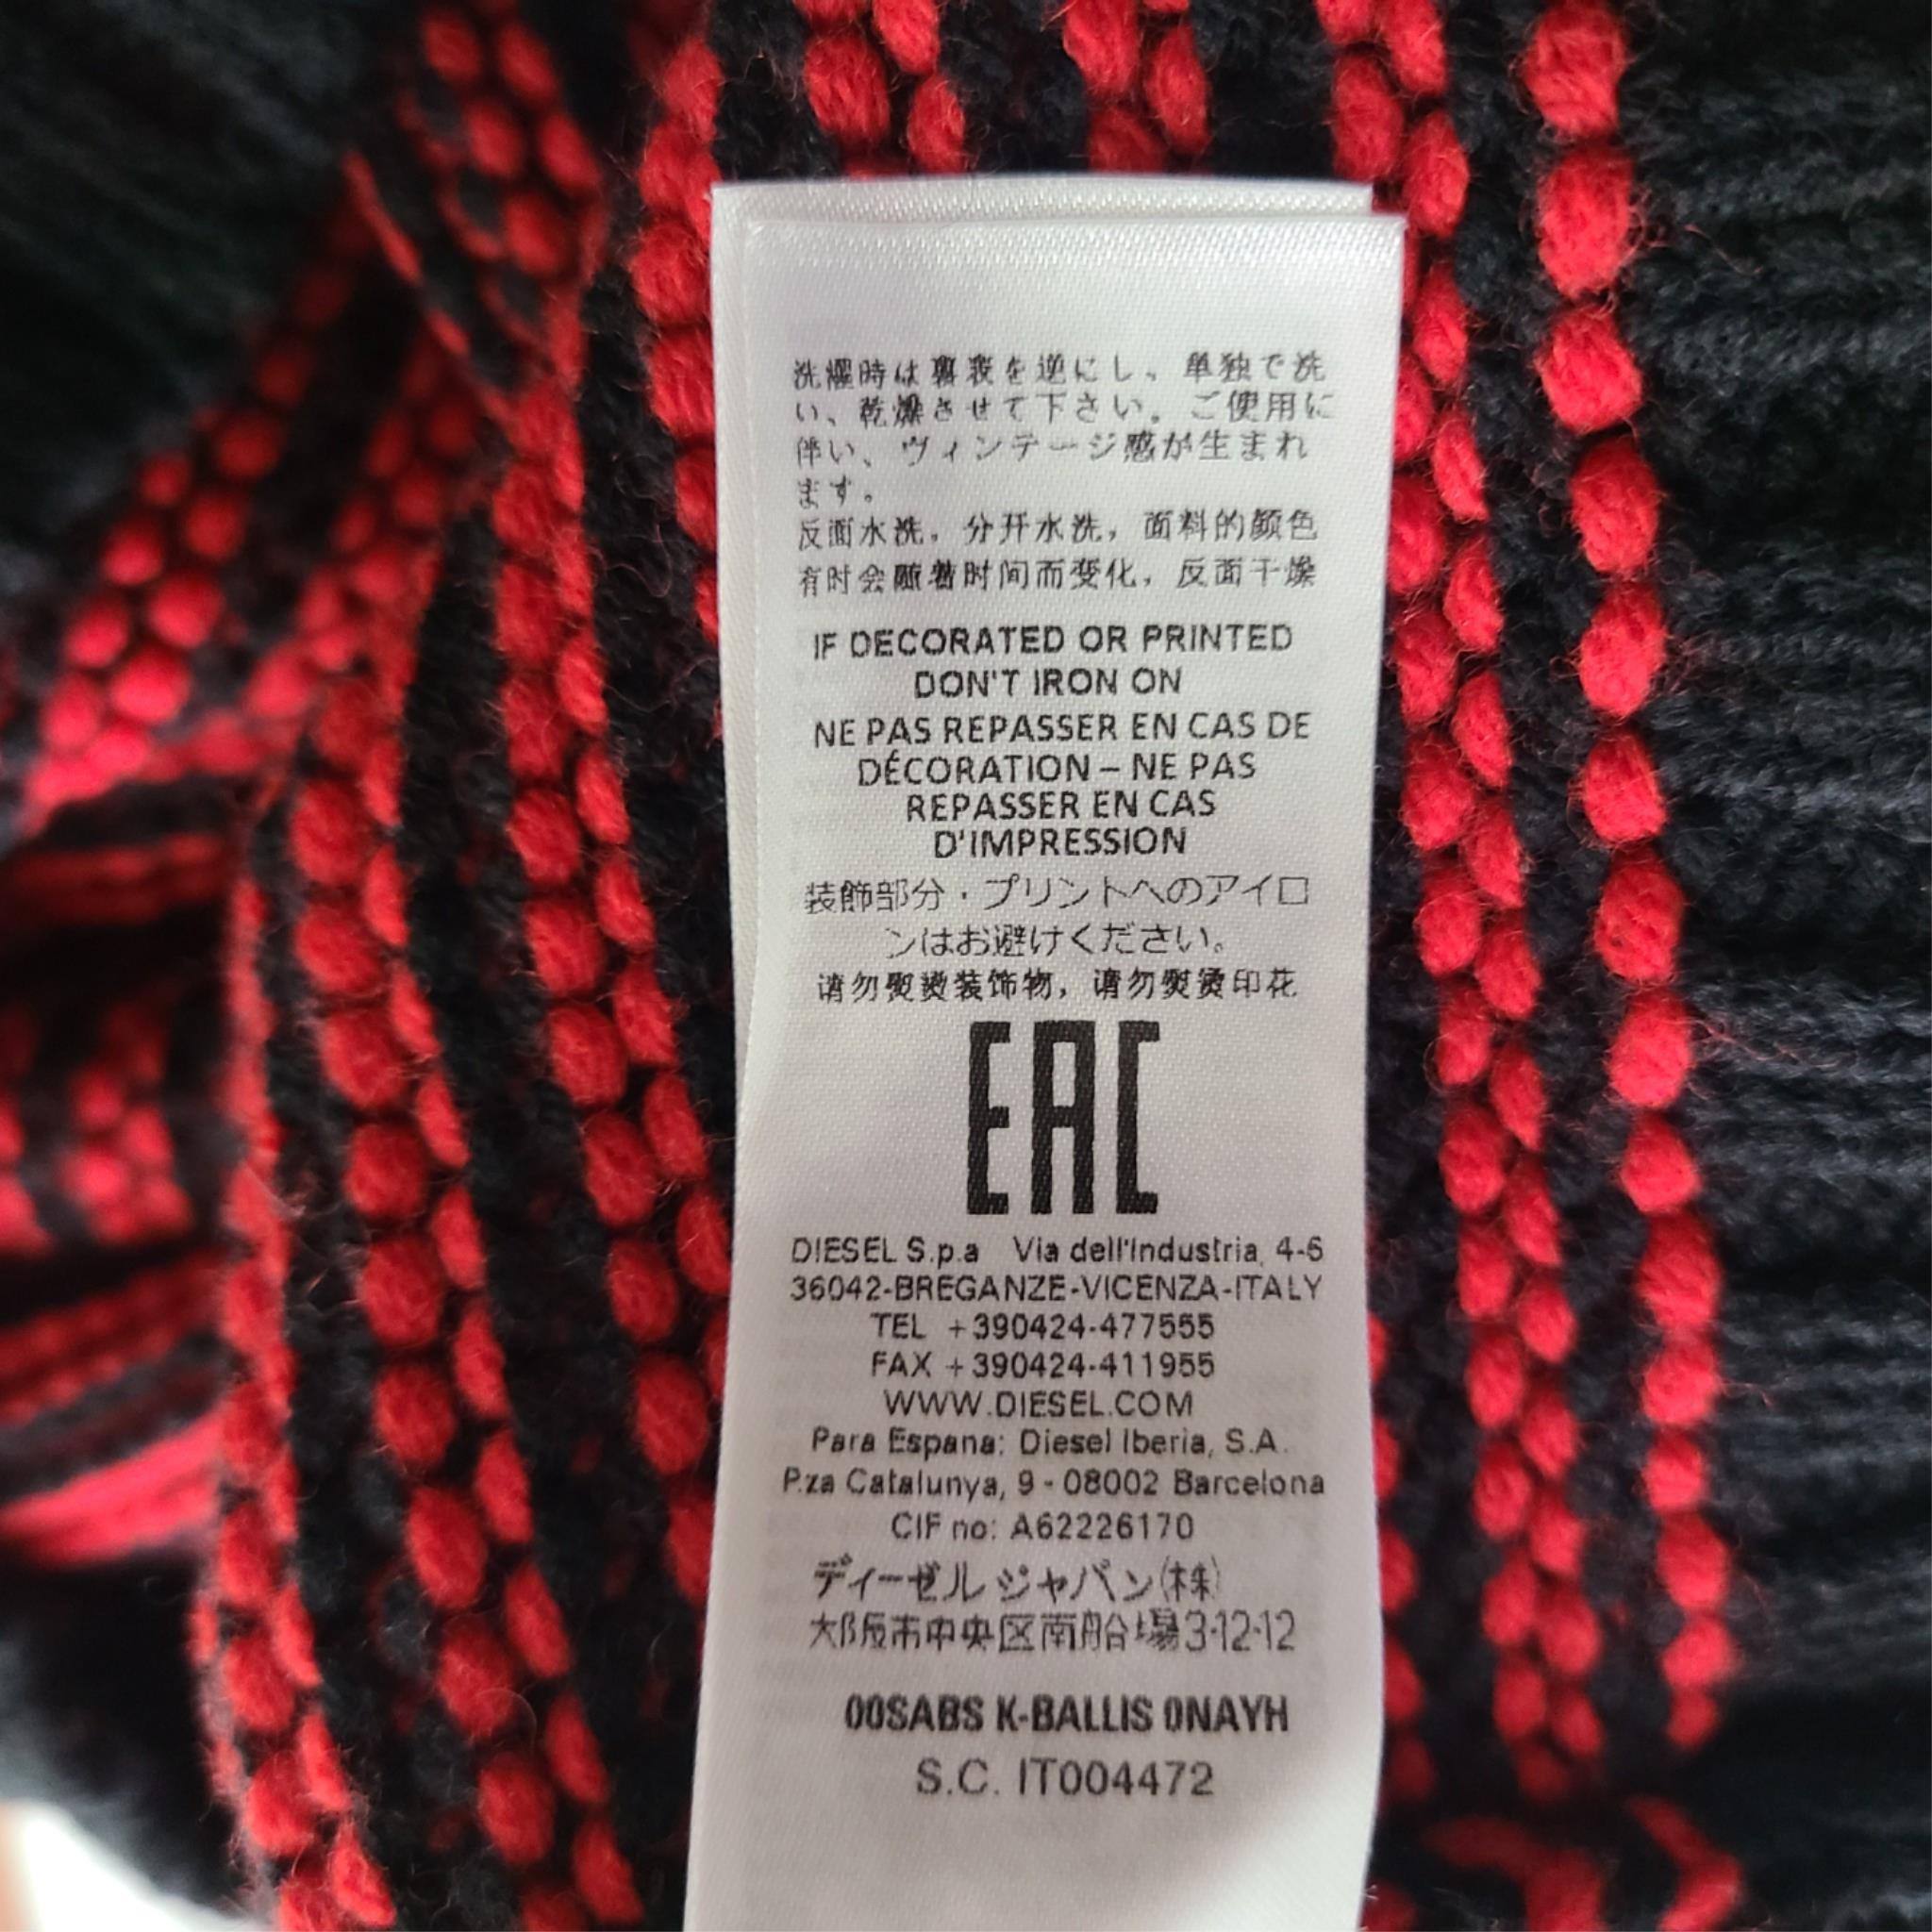 洗濯時は裏表を逆にし、単独で洗
い、乾燥させて下さい。ご使用に
伴い、ヴィンテージ感が生まれ
ます。
反面水洗，分开水洗，面料的颜色
有时会随着时间而变化，反面干燥
IF DECORATED OR PRINTED
DON'T IRON ON
NE PAS REPASSER EN CAS DE
DÉCORATION – NE PAS
REPASSER EN CAS
D'IMPRESSION
装飾部分・プリントへのアイロ
ンはお避けください。
请勿熨烫装饰物，请勿熨烫印花
EAC
DIESEL S.p.a Via dell'Industria, 4-6
36042-BREGANZE-VICENZA-ITALY
TEL +390424-477555
FAX +390424-411955
WWW.DIESEL.COM
Para Espana: Diesel Iberia, S.A.
P.za Catalunya, 9 - 08002 Barcelona
CIF no: A62226170
ディーゼル ジャパン(株)
大阪市中央区南船場3-12-12
00SABS K-BALLIS 0NAYH
S.C. IT004472